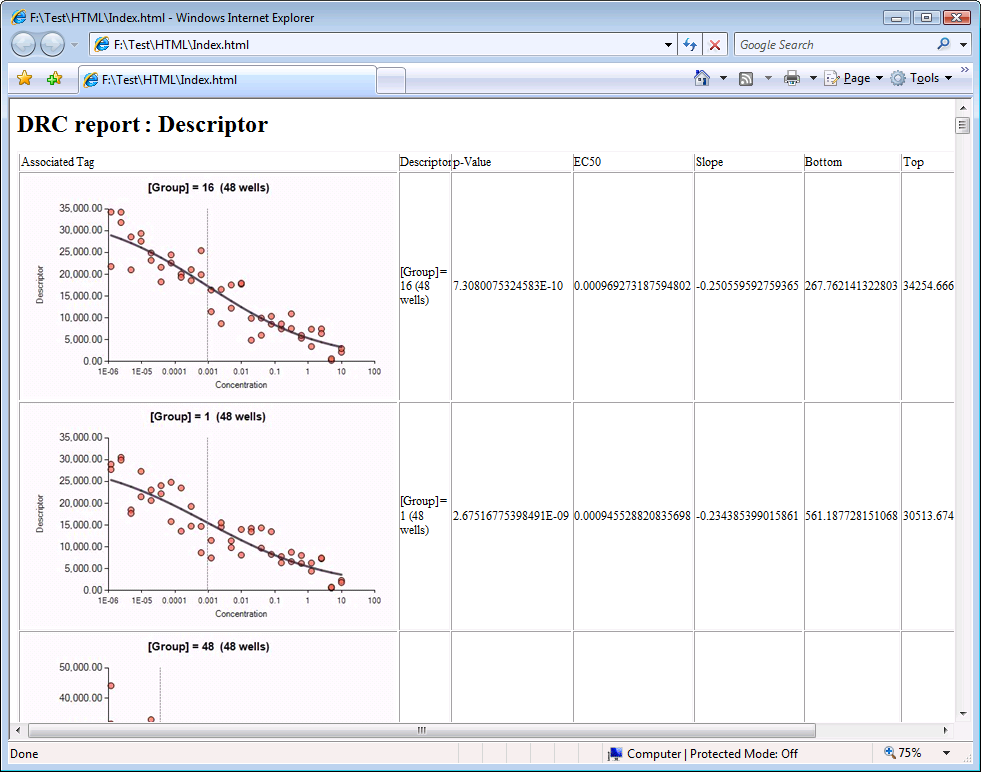 F:\Test\HTML\Index.html - Windows Internet Explorer
F:\Test\HTML\Index.html
Google Search
F:\Test\HTML\Index.html
Page
Tools
DRC report : Descriptor
Associated Tag Descriptor p-Value EC50 Slope Bottom Top
[Group] = 16 (48 wells)
35,000.00
30,000.00
25,000.00
20,000.00
15,000.00
10,000.00
5,000.00
0.00
Descriptor
1E-06 1E-05 0.0001 0.001 0.01 0.1 1 10 100
Concentration
[Group]=
16 (48
wells)
7.3080075324583E-10 0.000969273187594802 -0.250559592759365 267.762141322803 34254.666
[Group] = 1 (48 wells)
35,000.00
30,000.00
25,000.00
20,000.00
15,000.00
10,000.00
5,000.00
0.00
Descriptor
1E-06 1E-05 0.0001 0.001 0.01 0.1 1 10 100
Concentration
[Group]=
1 (48
wells)
2.67516775398491E-09 0.000945528820835698 -0.234385399015861 561.187728151068 30513.674
[Group] = 48 (48 wells)
50,000.00
40,000.00
Done
Computer | Protected Mode: Off
75%